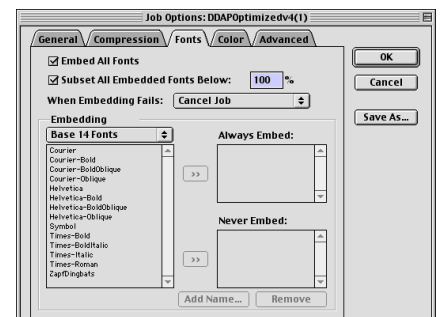 Job Options: DDAPOptimizedv4(1)
General Compression Fonts Color Advanced
Embed All Fonts
Subset All Embedded Fonts Below: 100 %
When Embedding Fails: Cancel Job
OK
Cancel
Save As...
Embedding
Base 14 Fonts
Courier
Courier-Bold
Courier-BoldOblique
Courier-Oblique
Helvetica
Helvetica-Bold
Helvetica-BoldOblique
Helvetica-Oblique
Symbol
Times-Bold
Times-BoldItalic
Times-Italic
Times-Roman
ZapfDingbats
>>
Always Embed:
>>
Never Embed:
Add Name... Remove